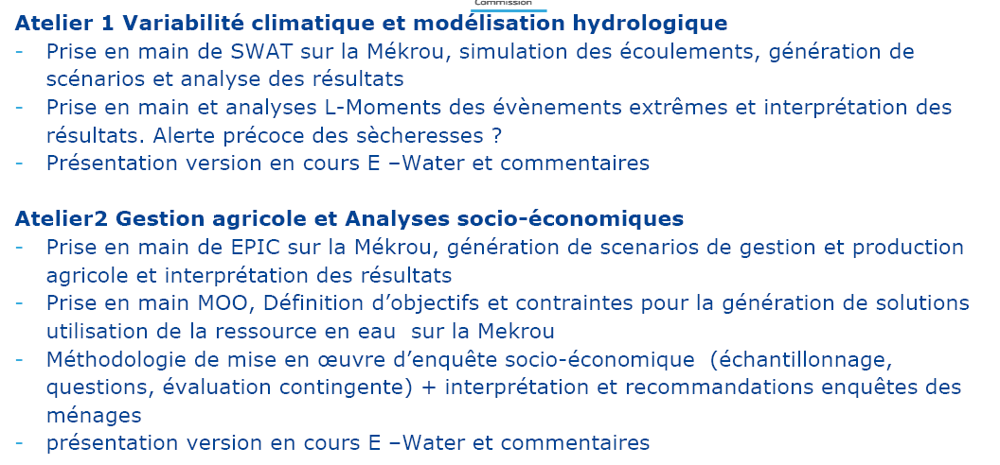 Commission
Atelier 1 Variabilité climatique et modélisation hydrologique
- Prise en main de SWAT sur la Mékrou, simulation des écoulements, génération de
scénarios et analyse des résultats
- Prise en main et analyses L-Moments des évènements extrêmes et interprétation des
résultats. Alerte précoce des sècheresses ?
- Présentation version en cours E –Water et commentaires
Atelier2 Gestion agricole et Analyses socio-économiques
- Prise en main de EPIC sur la Mékrou, génération de scenarios de gestion et production
agricole et interprétation des résultats
- Prise en main MOO, Définition d’objectifs et contraintes pour la génération de solutions
utilisation de la ressource en eau  sur la Mekrou
- Méthodologie de mise en œuvre d’enquête socio-économique  (échantillonnage,
questions, évaluation contingente) + interprétation et recommandations enquêtes des
ménages
- présentation version en cours E –Water et commentaires